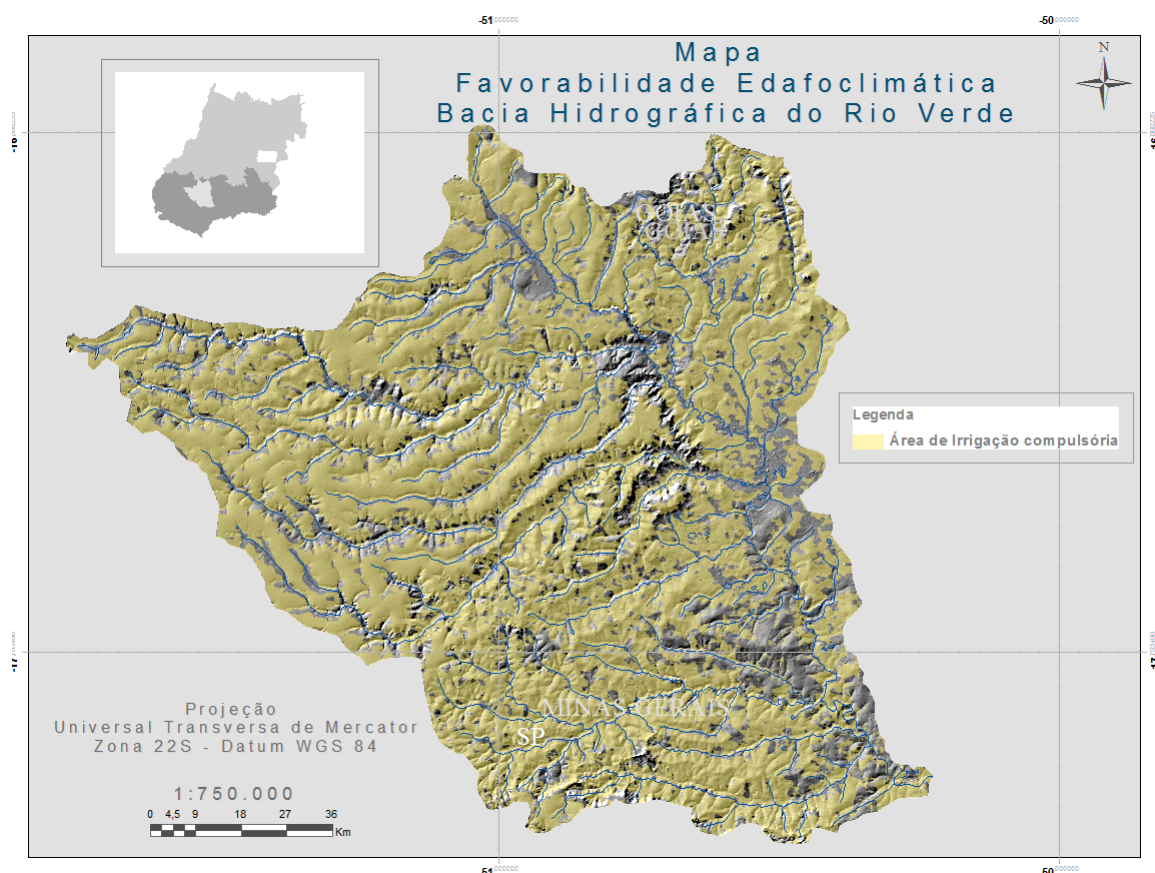 -51
-50
Mapa
Favorabilidade Edafoclimática
Bacia Hidrográfica do Rio Verde
N
-16
GOIAS
GOIAS
Legenda
Área de Irrigação compulsória
-17
MINAS GERAIS
SP
Projeção
Universal Transversa de Mercator
Zona 22S - Datum WGS 84
1:750.000
0 4,5 9 18 27 36
Km
-51
-50